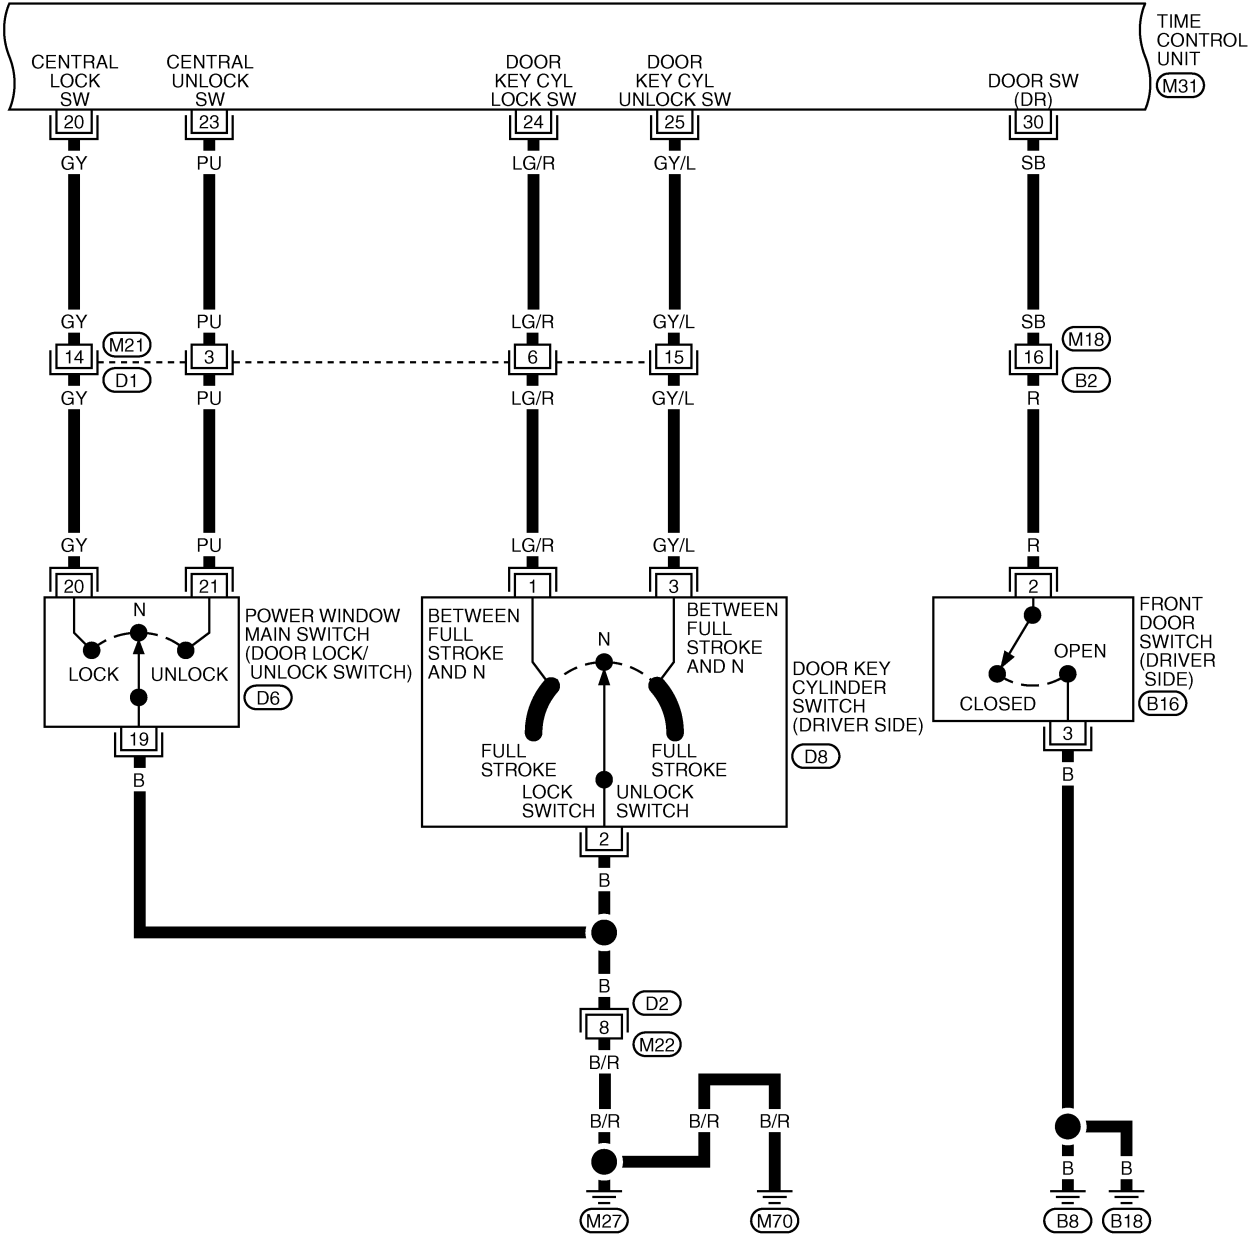 TIME
CONTROL
UNIT
M31
CENTRAL
LOCK
SW
CENTRAL
UNLOCK
SW
DOOR
KEY CYL
LOCK SW
DOOR
KEY CYL
UNLOCK SW
DOOR SW
(DR)
20
23
24
25
30
GY
PU
LG/R
GY/L
SB
GY
PU
LG/R
GY/L
SB
14
M21
D1
3
6
15
16
M18
B2
GY
PU
LG/R
GY/L
R
GY
PU
LG/R
GY/L
R
20
21
1
3
2
N
LOCK
UNLOCK
POWER WINDOW
MAIN SWITCH
(DOOR LOCK/
UNLOCK SWITCH)
D6
BETWEEN
FULL
STROKE
AND N
N
BETWEEN
FULL
STROKE
AND N
FULL
STROKE
FULL
STROKE
LOCK
SWITCH
UNLOCK
SWITCH
DOOR KEY
CYLINDER
SWITCH
(DRIVER SIDE)
D8
OPEN
CLOSED
FRONT
DOOR
SWITCH
(DRIVER
SIDE)
B16
19
2
3
B
B
B
B
D2
8
M22
B/R
B/R
B/R
B/R
B
B
M27
M70
B8
B18